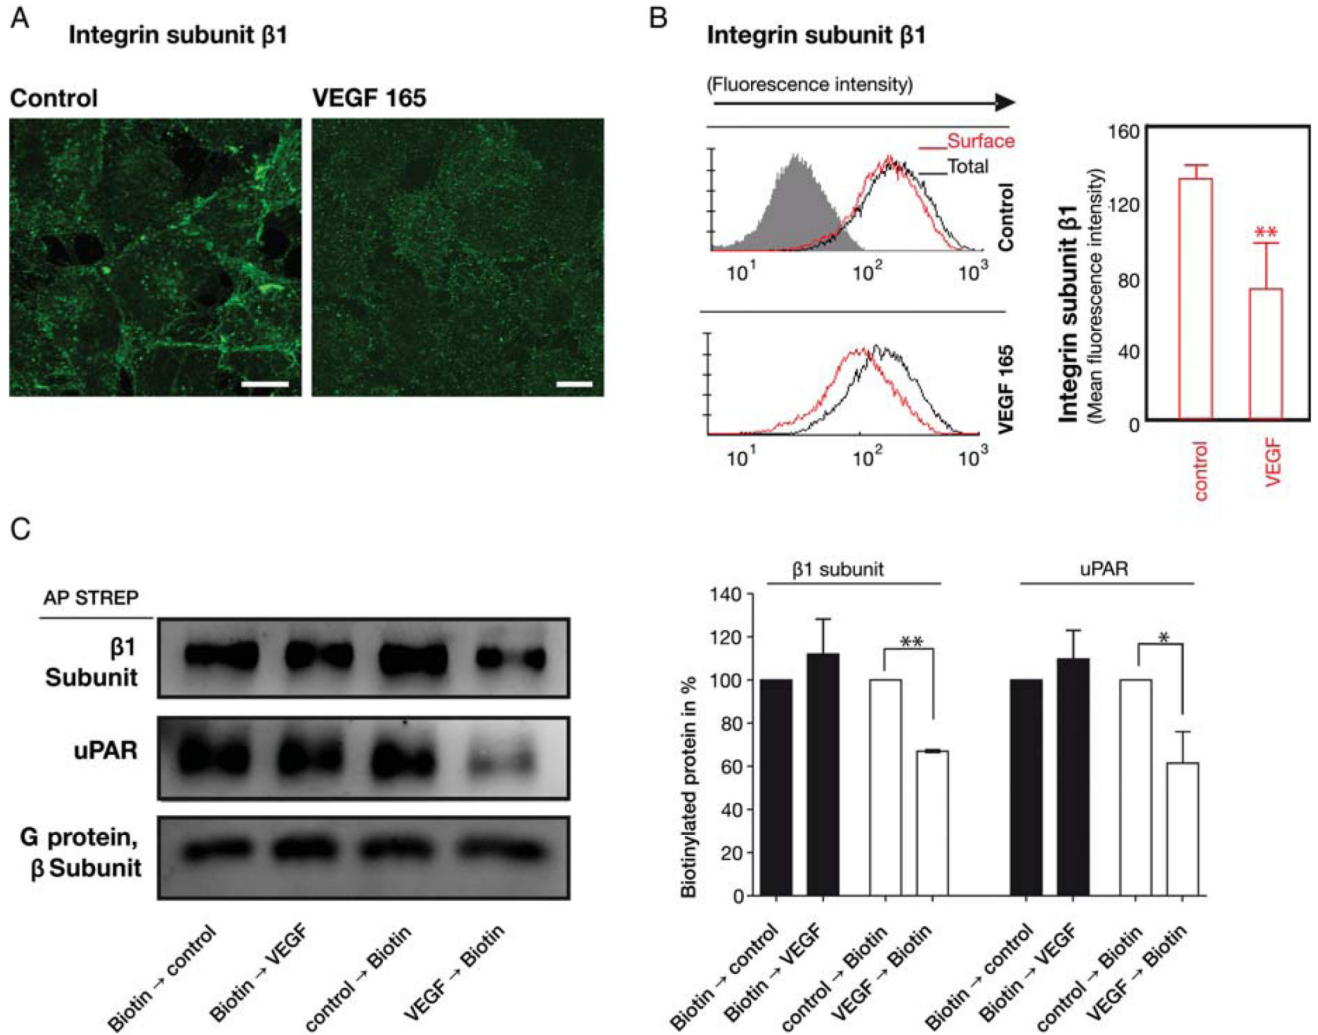 A
Integrin subunit β1
Control
VEGF 165
B
Integrin subunit β1
(Fluorescence intensity)
Surface
Total
Control
10¹ 10² 10³
VEGF 165
10¹ 10² 10³
Integrin subunit β1
(Mean fluorescence intensity)
160
120
80
40
0
**
control
VEGF
C
AP STREP
β1
Subunit
uPAR
G protein,
β Subunit
Biotin → control
Biotin → VEGF
control → Biotin
VEGF → Biotin
β1 subunit
uPAR
Biotinylated protein in %
140
120
100
80
60
40
20
0
**
*
Biotin → control
Biotin → VEGF
control → Biotin
VEGF → Biotin
Biotin → control
Biotin → VEGF
control → Biotin
VEGF → Biotin